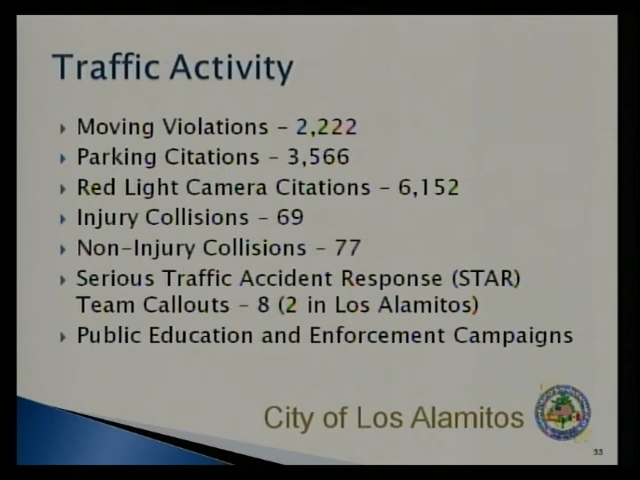 Traffic Activity
Moving Violations – 2,222
Parking Citations – 3,566
Red Light Camera Citations – 6,152
Injury Collisions – 69
Non-Injury Collisions – 77
Serious Traffic Accident Response (STAR)
Team Callouts – 8 (2 in Los Alamitos)
Public Education and Enforcement Campaigns
City of Los Alamitos
33